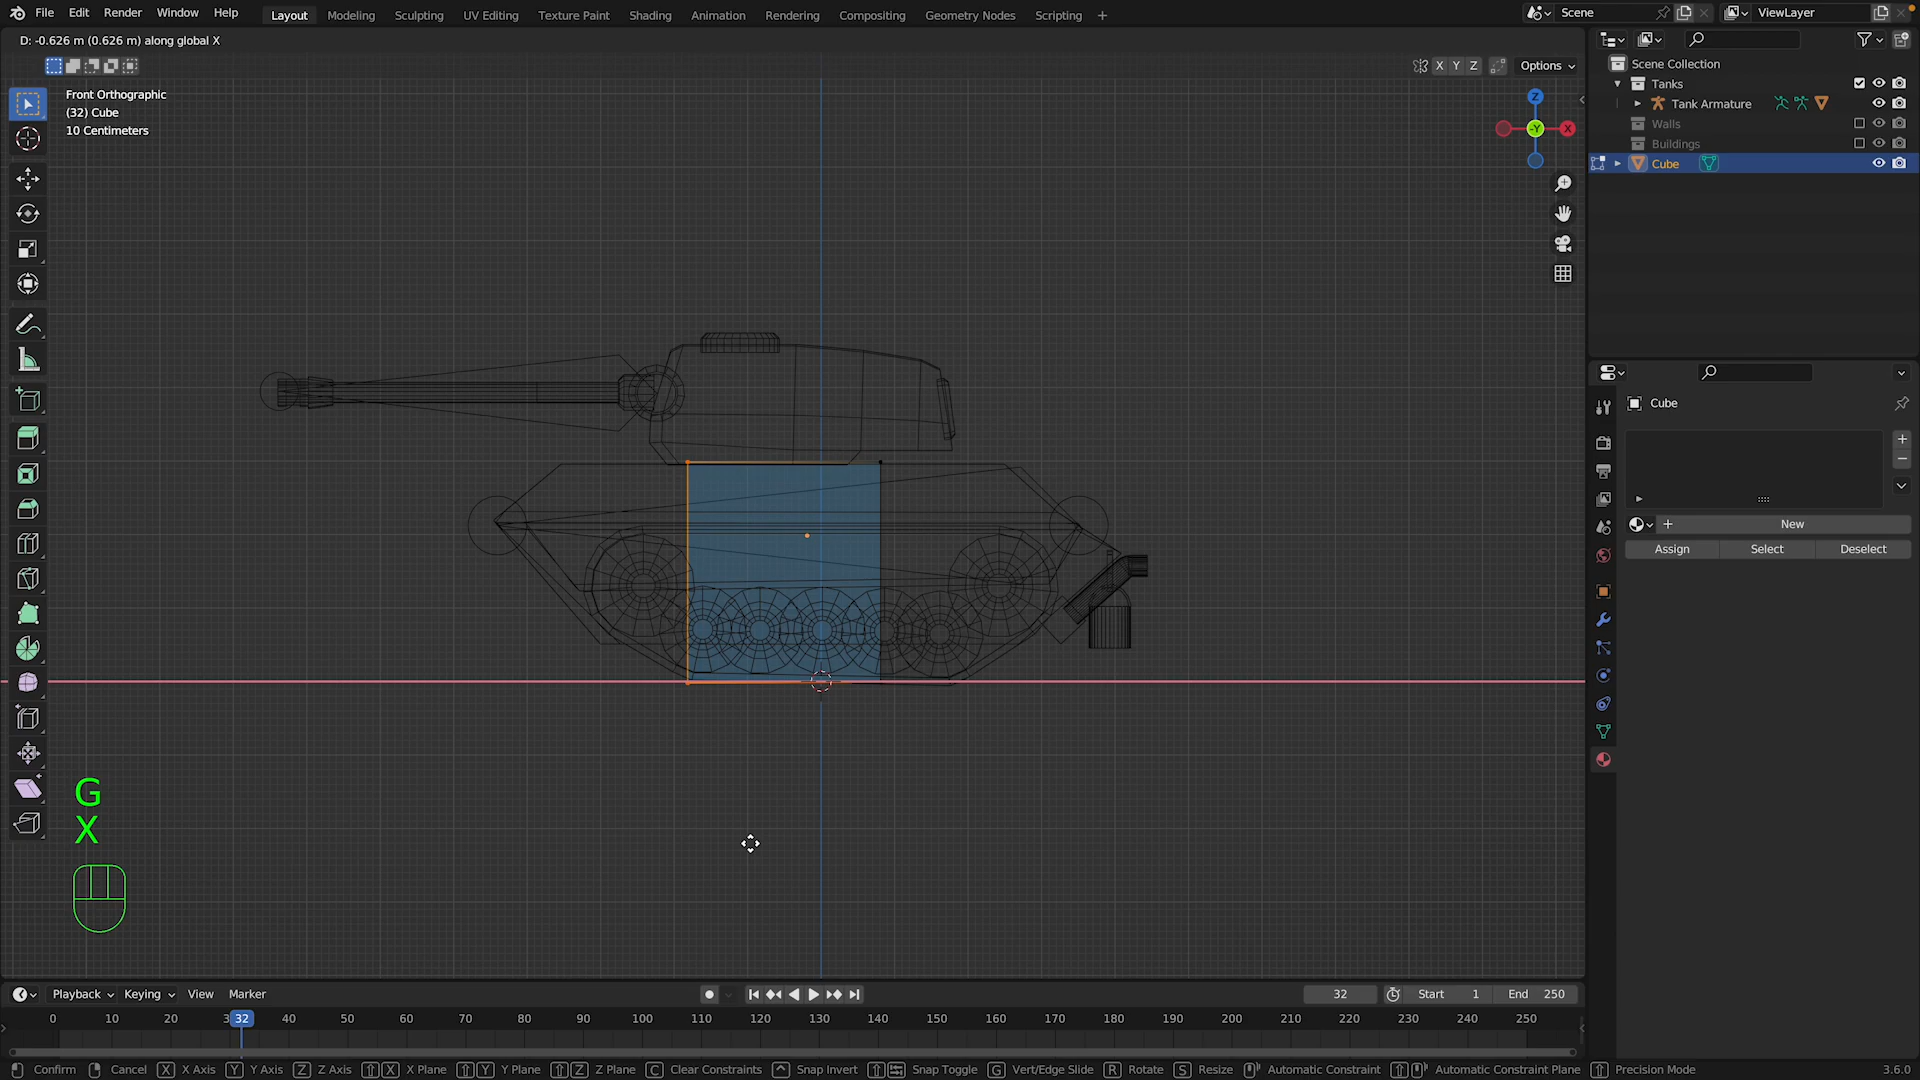 File Edit Render Window Help
Layout Modeling Sculpting UV Editing Texture Paint Shading Animation Rendering Compositing Geometry Nodes Scripting +
Scene
ViewLayer
D: -0.626 m (0.626 m) along global X
X Y Z
Options
Front Orthographic
(32) Cube
10 Centimeters
Z
-Y
X
Scene Collection
Tanks
Tank Armature
Walls
Buildings
Cube
Cube
+ New
Assign Select Deselect
G
X
Playback Keying View Marker
32 Start 1 End 250
0 10 20 3 32 40 50 60 70 80 90 100 110 120 130 140 150 160 170 180 190 200 210 220 230 240 250
Confirm Cancel X X Axis Y Y Axis Z Z Axis X X Plane Y Y Plane Z Z Plane C Clear Constraints Snap Invert Snap Toggle G Vert/Edge Slide R Rotate S Resize Automatic Constraint Automatic Constraint Plane Precision Mode 3.6.0